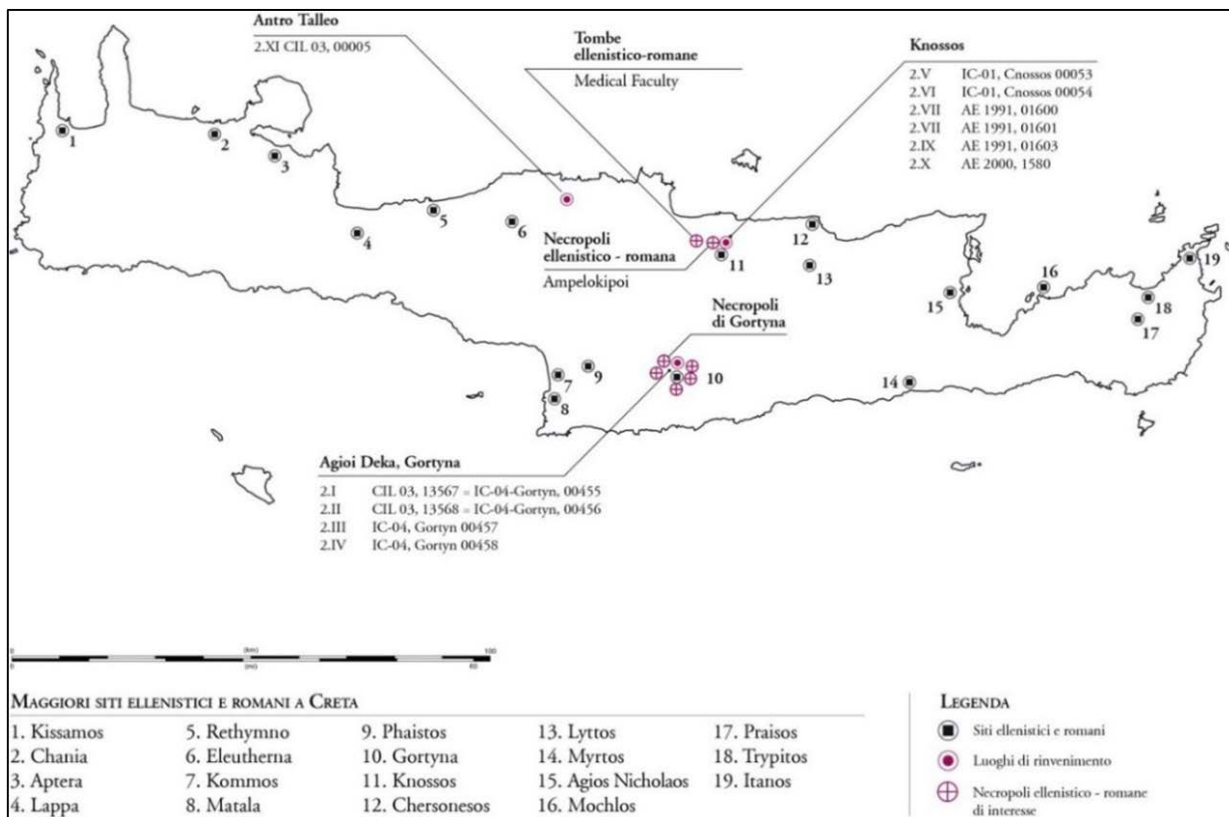 Antro Talleo
2.XI CIL 03, 00005
Tombe
ellenistico-romane
Medical Faculty
Knossos
2.V IC-01, Cnossos 00053
2.VI IC-01, Cnossos 00054
2.VII AE 1991, 01600
2.VII AE 1991, 01601
2.IX AE 1991, 01603
2.X AE 2000, 1580
1
2
3
4
5
6
Necropoli
ellenistico - romana
Ampelokipoi
11
12
13
Necropoli
di Gortyna
7
8
9
10
14
15
16
17
18
19
Agioi Deka, Gortyna
2.I CIL 03, 13567 = IC-04-Gortyn, 00455
2.II CIL 03, 13568 = IC-04-Gortyn, 00456
2.III IC-04, Gortyn 00457
2.IV IC-04, Gortyn 00458
0 (km) 100
0 (mi) 60
MAGGIORI SITI ELLENISTICI E ROMANI A CRETA
1. Kissamos
2. Chania
3. Aptera
4. Lappa
5. Rethymno
6. Eleutherna
7. Kommos
8. Matala
9. Phaistos
10. Gortyna
11. Knossos
12. Chersonesos
13. Lyttos
14. Myrtos
15. Agios Nicholaos
16. Mochlos
17. Praisos
18. Trypitos
19. Itanos
LEGENDA
Siti ellenistici e romani
Luoghi di rinvenimento
Necropoli ellenistico - romane
di interesse